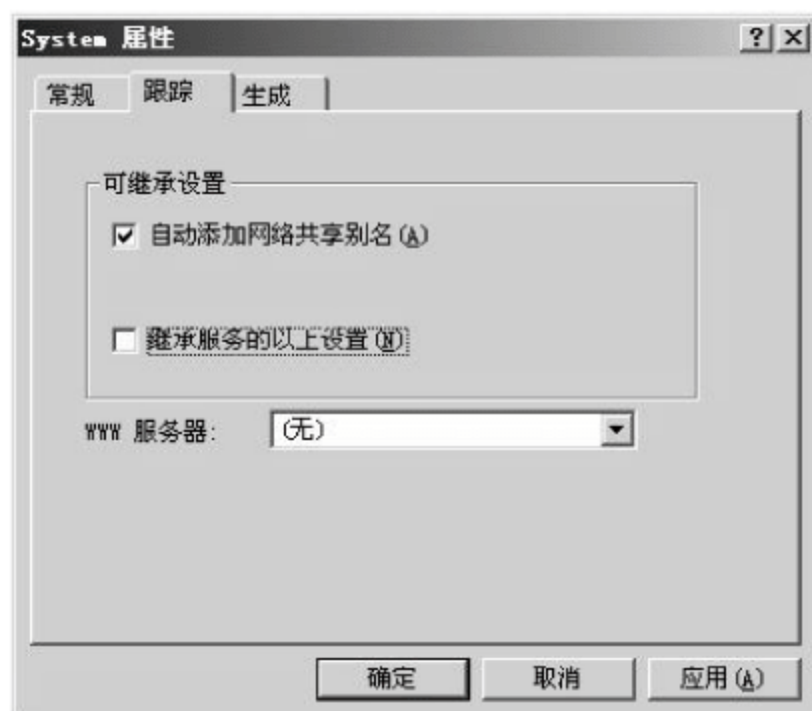 System 属性
常规 跟踪 生成
可继承设置
自动添加网络共享别名(A)
继承服务的以上设置(N)
WWW 服务器: (无)
确定 取消 应用(A)